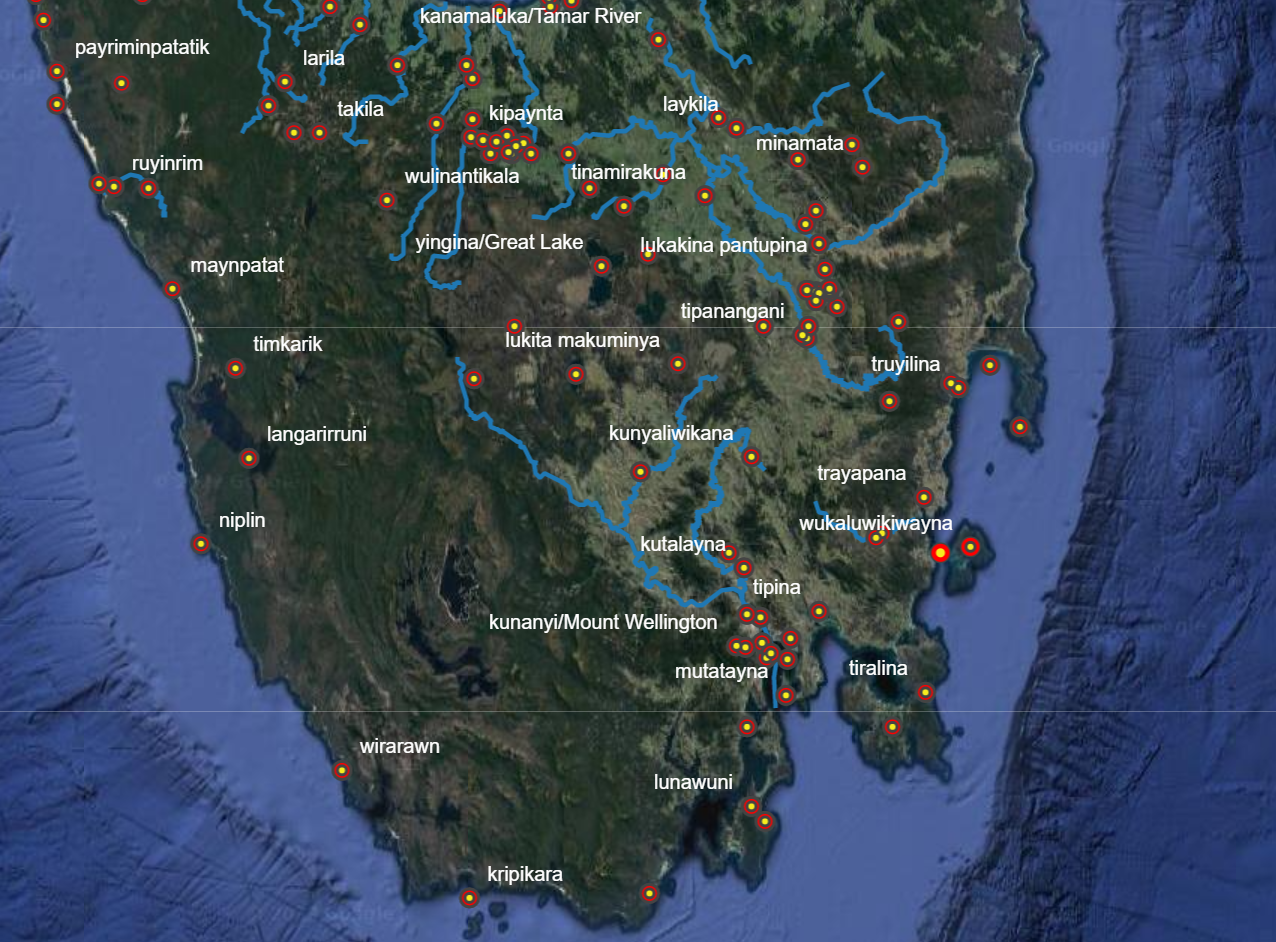 kanamaluka/Tamar River
payriminpatatik
larila
takila
laykila
kipaynta
minamata
ruyinrim
wulinantikala
tinamirakuna
yingina/Great Lake
lukakina pantupina
maynpatat
tipanangani
timkarik
lukita makuminya
truyilina
langarirruni
kunyaliwikana
trayapana
niplin
wukaluwikiwayna
kutalayna
tipina
kunanyi/Mount Wellington
mutatayna
tiralina
wirarawn
lunawuni
kripikara
Google
Google